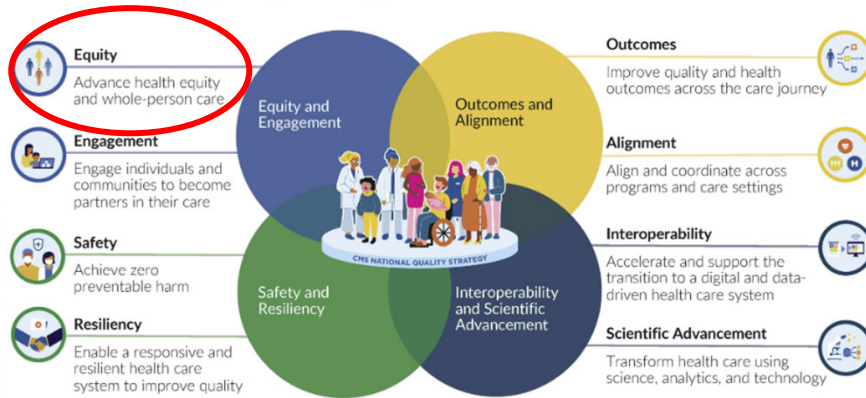 Equity
Advance health equity
and whole-person care
Engagement
Engage individuals and
communities to become
partners in their care
Safety
Achieve zero
preventable harm
Resiliency
Enable a responsive and
resilient health care
system to improve quality
Equity and
Engagement
Outcomes and
Alignment
CMS NATIONAL QUALITY STRATEGY
Safety and
Resiliency
Interoperability
and Scientific
Advancement
Outcomes
Improve quality and health
outcomes across the care journey
Alignment
Align and coordinate across
programs and care settings
Interoperability
Accelerate and support the
transition to a digital and data-
driven health care system
Scientific Advancement
Transform health care using
science, analytics, and technology